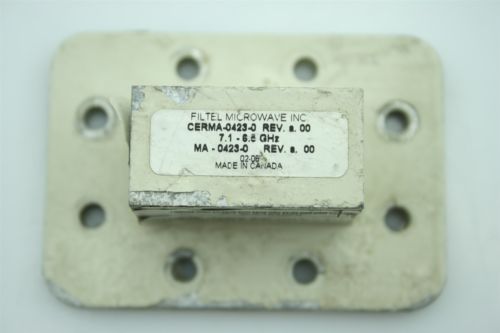 FILTEL MICROWAVE INC
CERMA-0423-0 REV. a. 00
7.1 - 8.5 GHz
MA - 0423-0 REV. a. 00
02-06
MADE IN CANADA